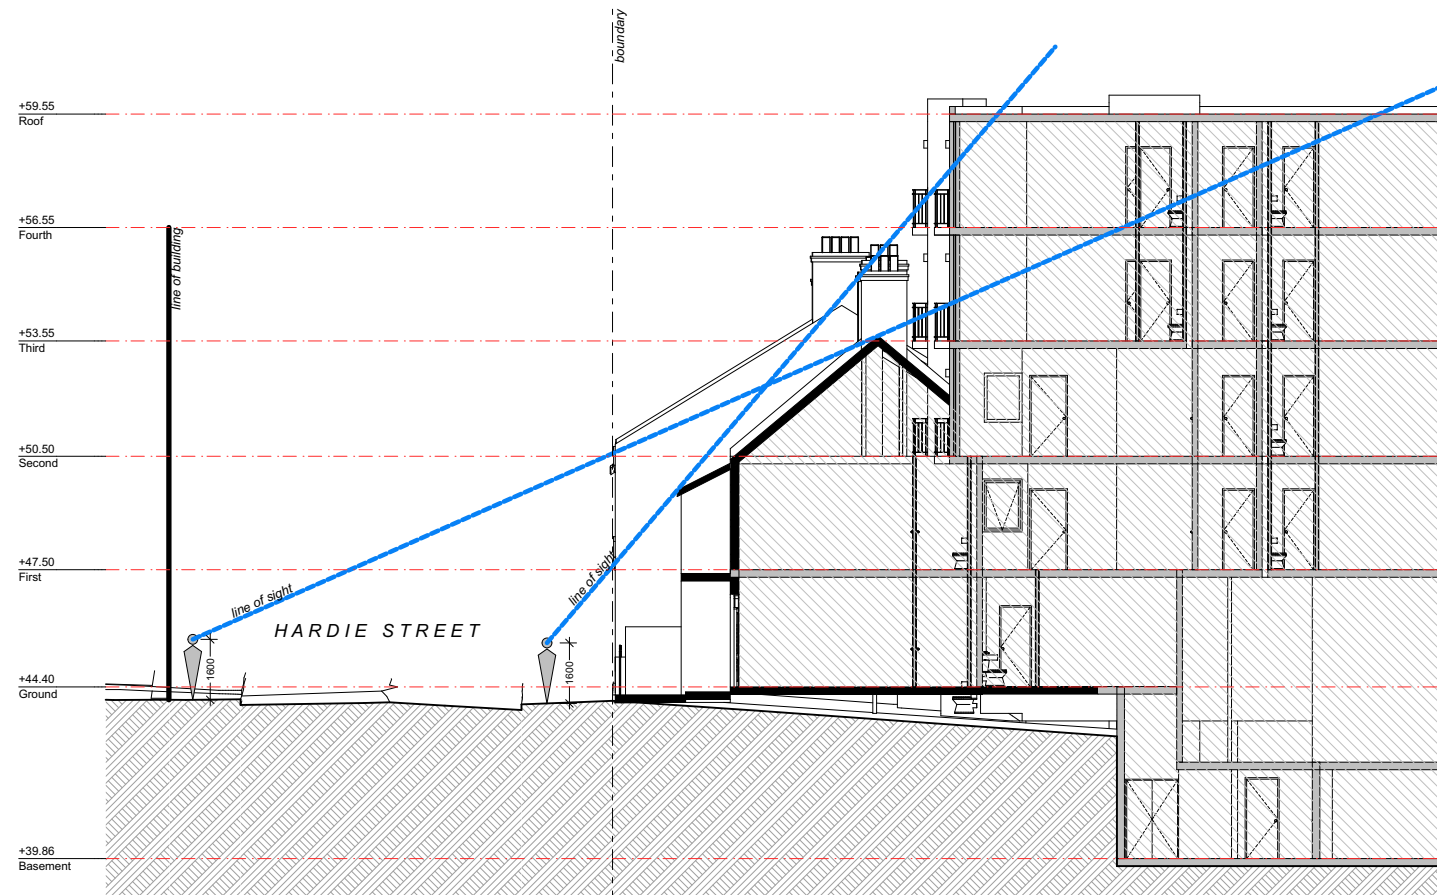 boundary
+59.55
Roof
+56.55
Fourth
line of building
+53.55
Third
+50.50
Second
+47.50
First
line of sight
line of sight
HARDIE STREET
1600
1600
+44.40
Ground
+39.86
Basement